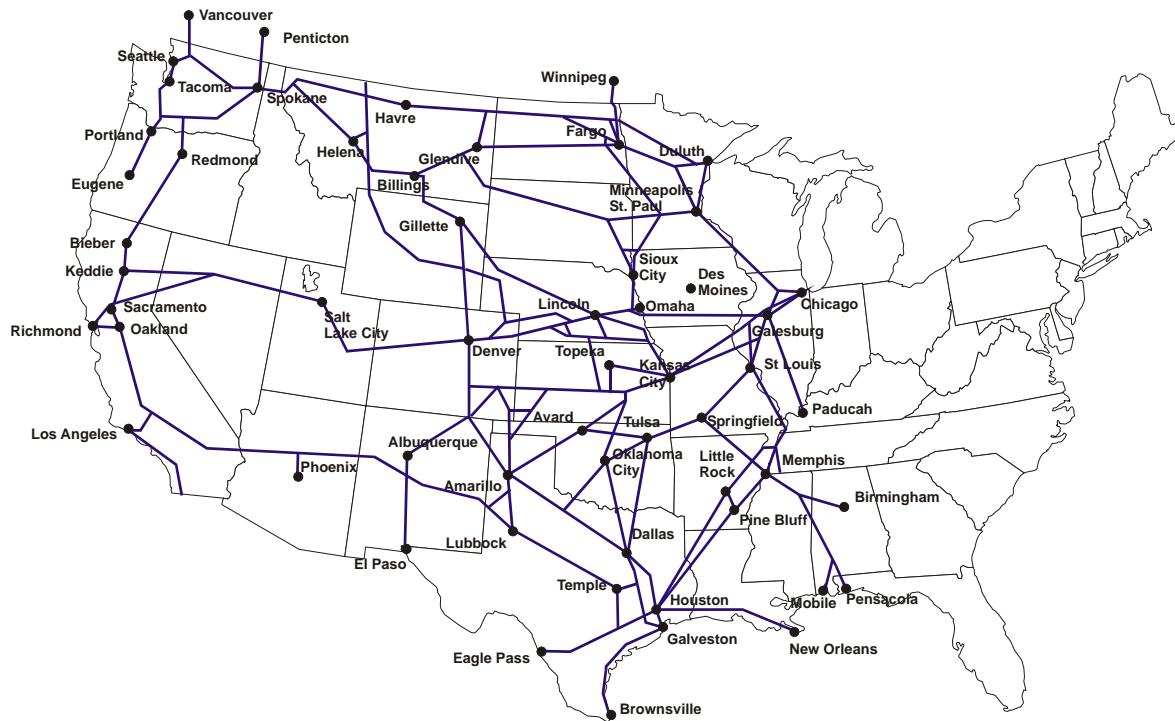 Vancouver
Penticton
Seattle
Tacoma
Spokane
Winnipeg
Havre
Fargo
Portland
Helena
Glendive
Duluth
Redmond
Eugene
Billings
Minneapolis
St. Paul
Gillette
Bieber
Keddie
Sioux
City
Des
Moines
Sacramento
Salt
Lake City
Lincoln
Omaha
Chicago
Richmond
Oakland
Galesburg
Denver
Topeka
Kansas
City
St Louis
Los Angeles
Albuquerque
Avard
Tulsa
Springfield
Paducah
Phoenix
Amarillo
Oklahoma
City
Little
Rock
Memphis
Birmingham
Pine Bluff
Lubbock
Dallas
El Paso
Temple
Houston
Mobile
Pensacola
Galveston
New Orleans
Eagle Pass
Brownsville